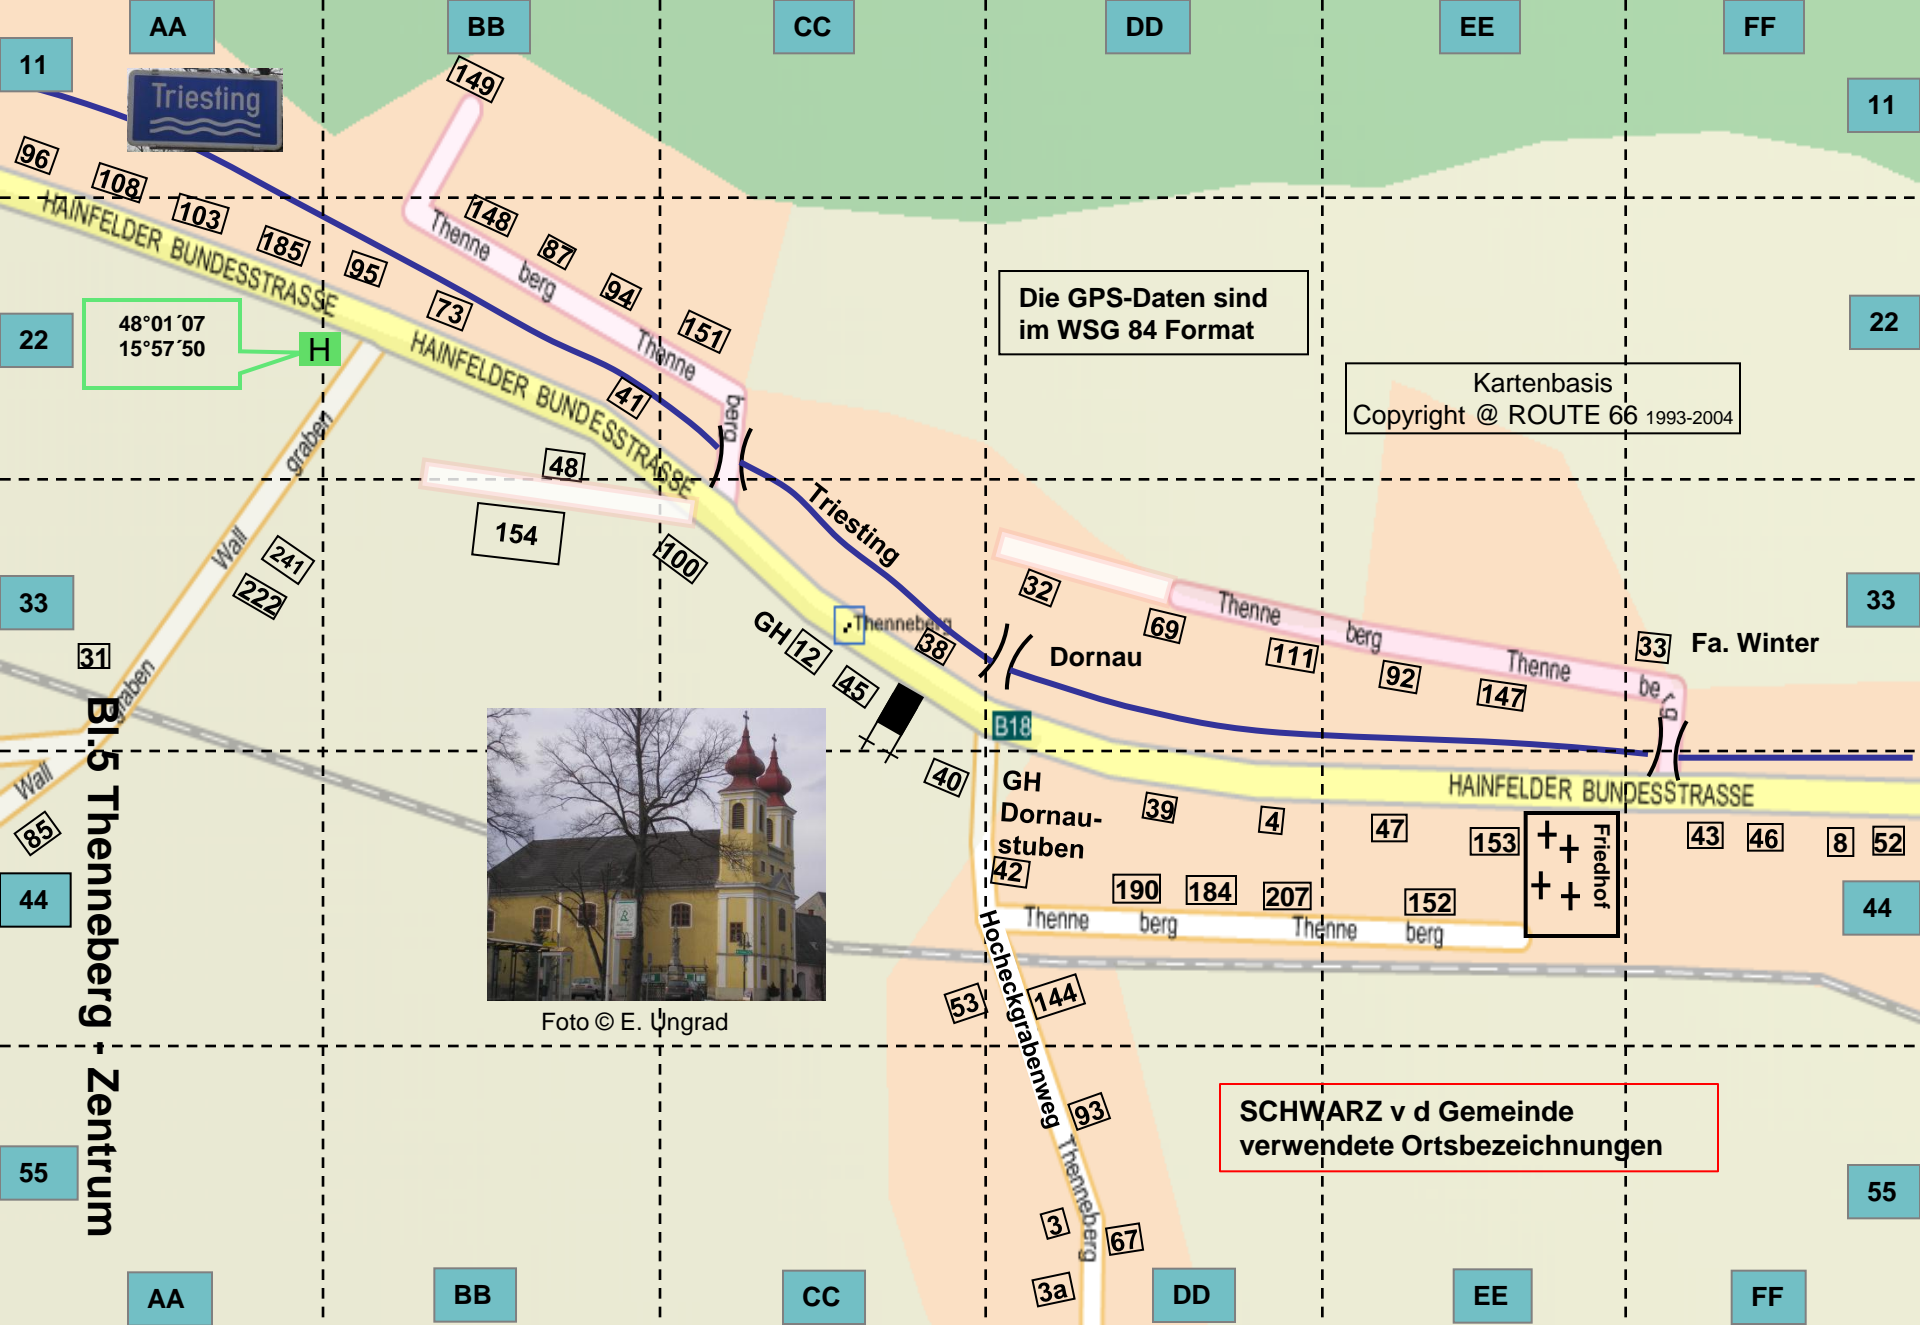 AA
BB
CC
DD
EE
FF
11
11
Triesting
149
96
108
103
185
95
73
41
148
87
94
151
HAINFELDER BUNDESSTRASSE
Thenne
berg
Thenne
berg
22
22
48°01´07
15°57´50
H
Die GPS-Daten sind
im WSG 84 Format
Kartenbasis
Copyright @ ROUTE 66 1993-2004
HAINFELDER BUNDESSTRASSE
graben
Wall
48
154
100
Triesting
241
222
33
33
31
graben
Wall
85
GH 12
Thenneberg
38
45
Dornau
32
69
111
92
147
33
Fa. Winter
Thenne
berg
Thenne
berg
B18
40
GH
Dornau-
stuben
42
39
4
47
153
Friedhof
43
46
8
52
HAINFELDER BUNDESSTRASSE
44
44
190
184
207
152
Thenne
berg
Thenne
berg
Hocheckgrabenweg
53
144
Foto © E. Ungrad
Bl.5 Thenneberg - Zentrum
93
Thenneberg
3
67
3a
SCHWARZ v d Gemeinde
verwendete Ortsbezeichnungen
55
55
AA
BB
CC
DD
EE
FF